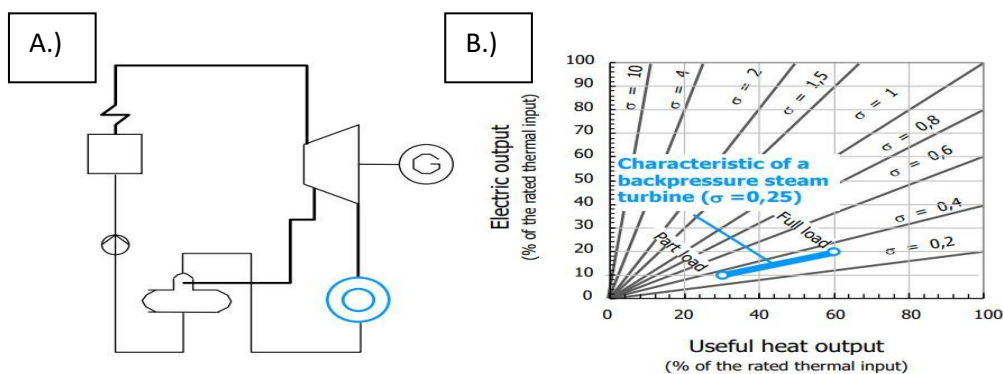 A.)
G
B.)
Electric output
(% of the rated thermal input)
100
90
80
70
60
50
40
30
20
10
0
σ = 10
σ = 4
σ = 2
σ = 1,5
σ = 1
σ = 0,8
σ = 0,6
σ = 0,4
σ = 0,2
Characteristic of a
backpressure steam
turbine (σ =0,25)
Part load
Full load
0
20
40
60
80
100
Useful heat output
(% of the rated thermal input)